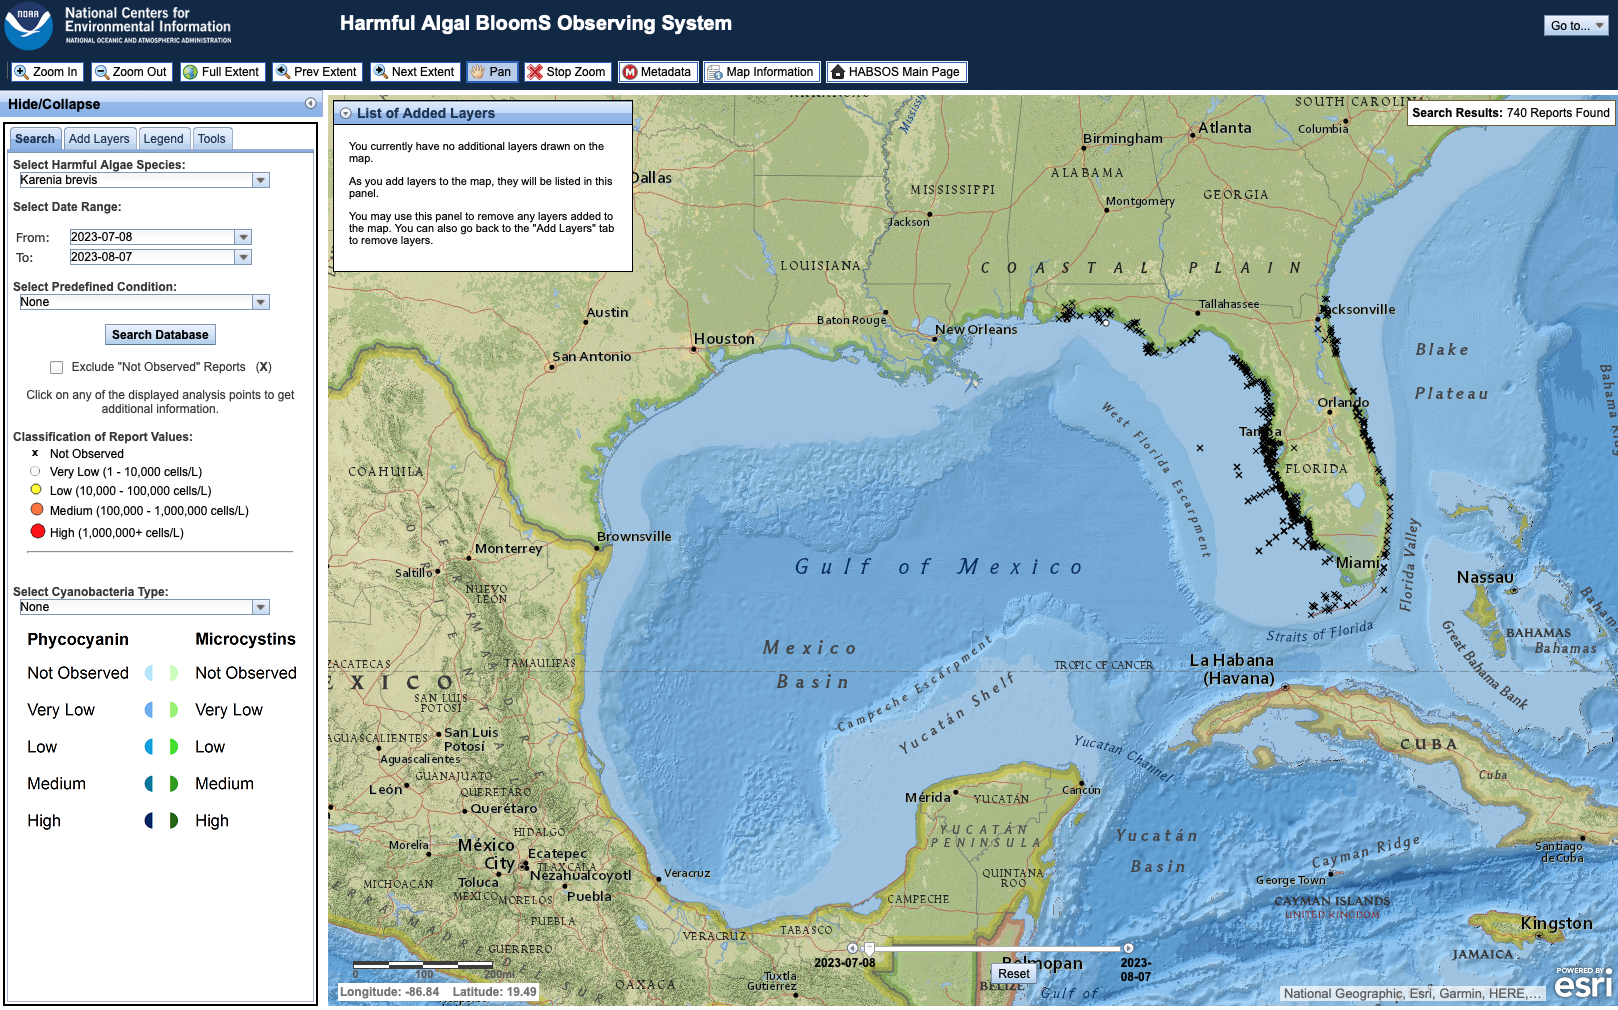 NOAA
National Centers for
Environmental Information
NATIONAL OCEANIC AND ATMOSPHERIC ADMINISTRATION
Harmful Algal BloomS Observing System
Go to...
Zoom In
Zoom Out
Full Extent
Prev Extent
Next Extent
Pan
Stop Zoom
Metadata
Map Information
HABSOS Main Page
Hide/Collapse
Search
Add Layers
Legend
Tools
Select Harmful Algae Species:
Karenia brevis
Select Date Range:
From: 2023-07-08
To: 2023-08-07
Select Predefined Condition:
None
Search Database
Exclude "Not Observed" Reports (X)
Click on any of the displayed analysis points to get
additional information.
Classification of Report Values:
x Not Observed
Very Low (1 - 10,000 cells/L)
Low (10,000 - 100,000 cells/L)
Medium (100,000 - 1,000,000 cells/L)
High (1,000,000+ cells/L)
Select Cyanobacteria Type:
None
Phycocyanin Microcystins
Not Observed Not Observed
Very Low Very Low
Low Low
Medium Medium
High High
List of Added Layers
You currently have no additional layers drawn on the
map.
As you add layers to the map, they will be listed in this
panel.
You may use this panel to remove any layers added to
the map. You can also go back to the "Add Layers" tab
to remove layers.
Search Results: 740 Reports Found
SOUTH CAROLINA
Columbia
Atlanta
Birmingham
ALABAMA
GEORGIA
MISSISSIPPI
Montgomery
Jackson
Dallas
LOUISIANA
COASTAL PLAIN
Tallahassee
Jacksonville
Austin
Baton Rouge
New Orleans
Houston
San Antonio
Blake
Plateau
Orlando
Tampa
FLORIDA
West Florida Escarpment
COAHUILA
Brownsville
Monterrey
Saltillo
NUEVO
LEÓN
Gulf of Mexico
Miami
Florida Valley
Nassau
Straits of Florida
BAHAMAS
Bahamas
Great Bahama Bank
Mexico
Basin
Campeche Escarpment
Yucatán Shelf
TROPIC OF CANCER
La Habana
(Havana)
ZACATECAS
TAMAULIPAS
EXICO
SAN LUIS
POTOSÍ
AGUASCALIENTES
San Luis
Potosí
Aguascalientes
Yucatan Channel
CUBA
Cuba
GUANAJUATO
León
QUERÉTARO
Querétaro
Mérida
YUCATÁN
Cancún
YUCATÁN
PENINSULA
Yucatán
Basin
HIDALGO
Morelia
México
City
Ecatepec
TLAXCALA
Nezahualcoyotl
Toluca
MÉXICO
MORELOS
Puebla
PUEBLA
MICHOACÁN
Veracruz
QUINTANA
ROO
CAMPECHE
Cayman Ridge
Santiago
de Cuba
George Town
CAYMAN ISLANDS
UNITED KINGDOM
Kingston
JAMAICA
VERACRUZ
TABASCO
GUERRERO
OAXACA
Tuxtla
Gutiérrez
2023-07-08
2023-
08-07
Reset
Belmopan
BELIZE
Gulf of
0 100 200mi
Longitude: -86.84 Latitude: 19.49
National Geographic, Esri, Garmin, HERE,...
POWERED BY
esri